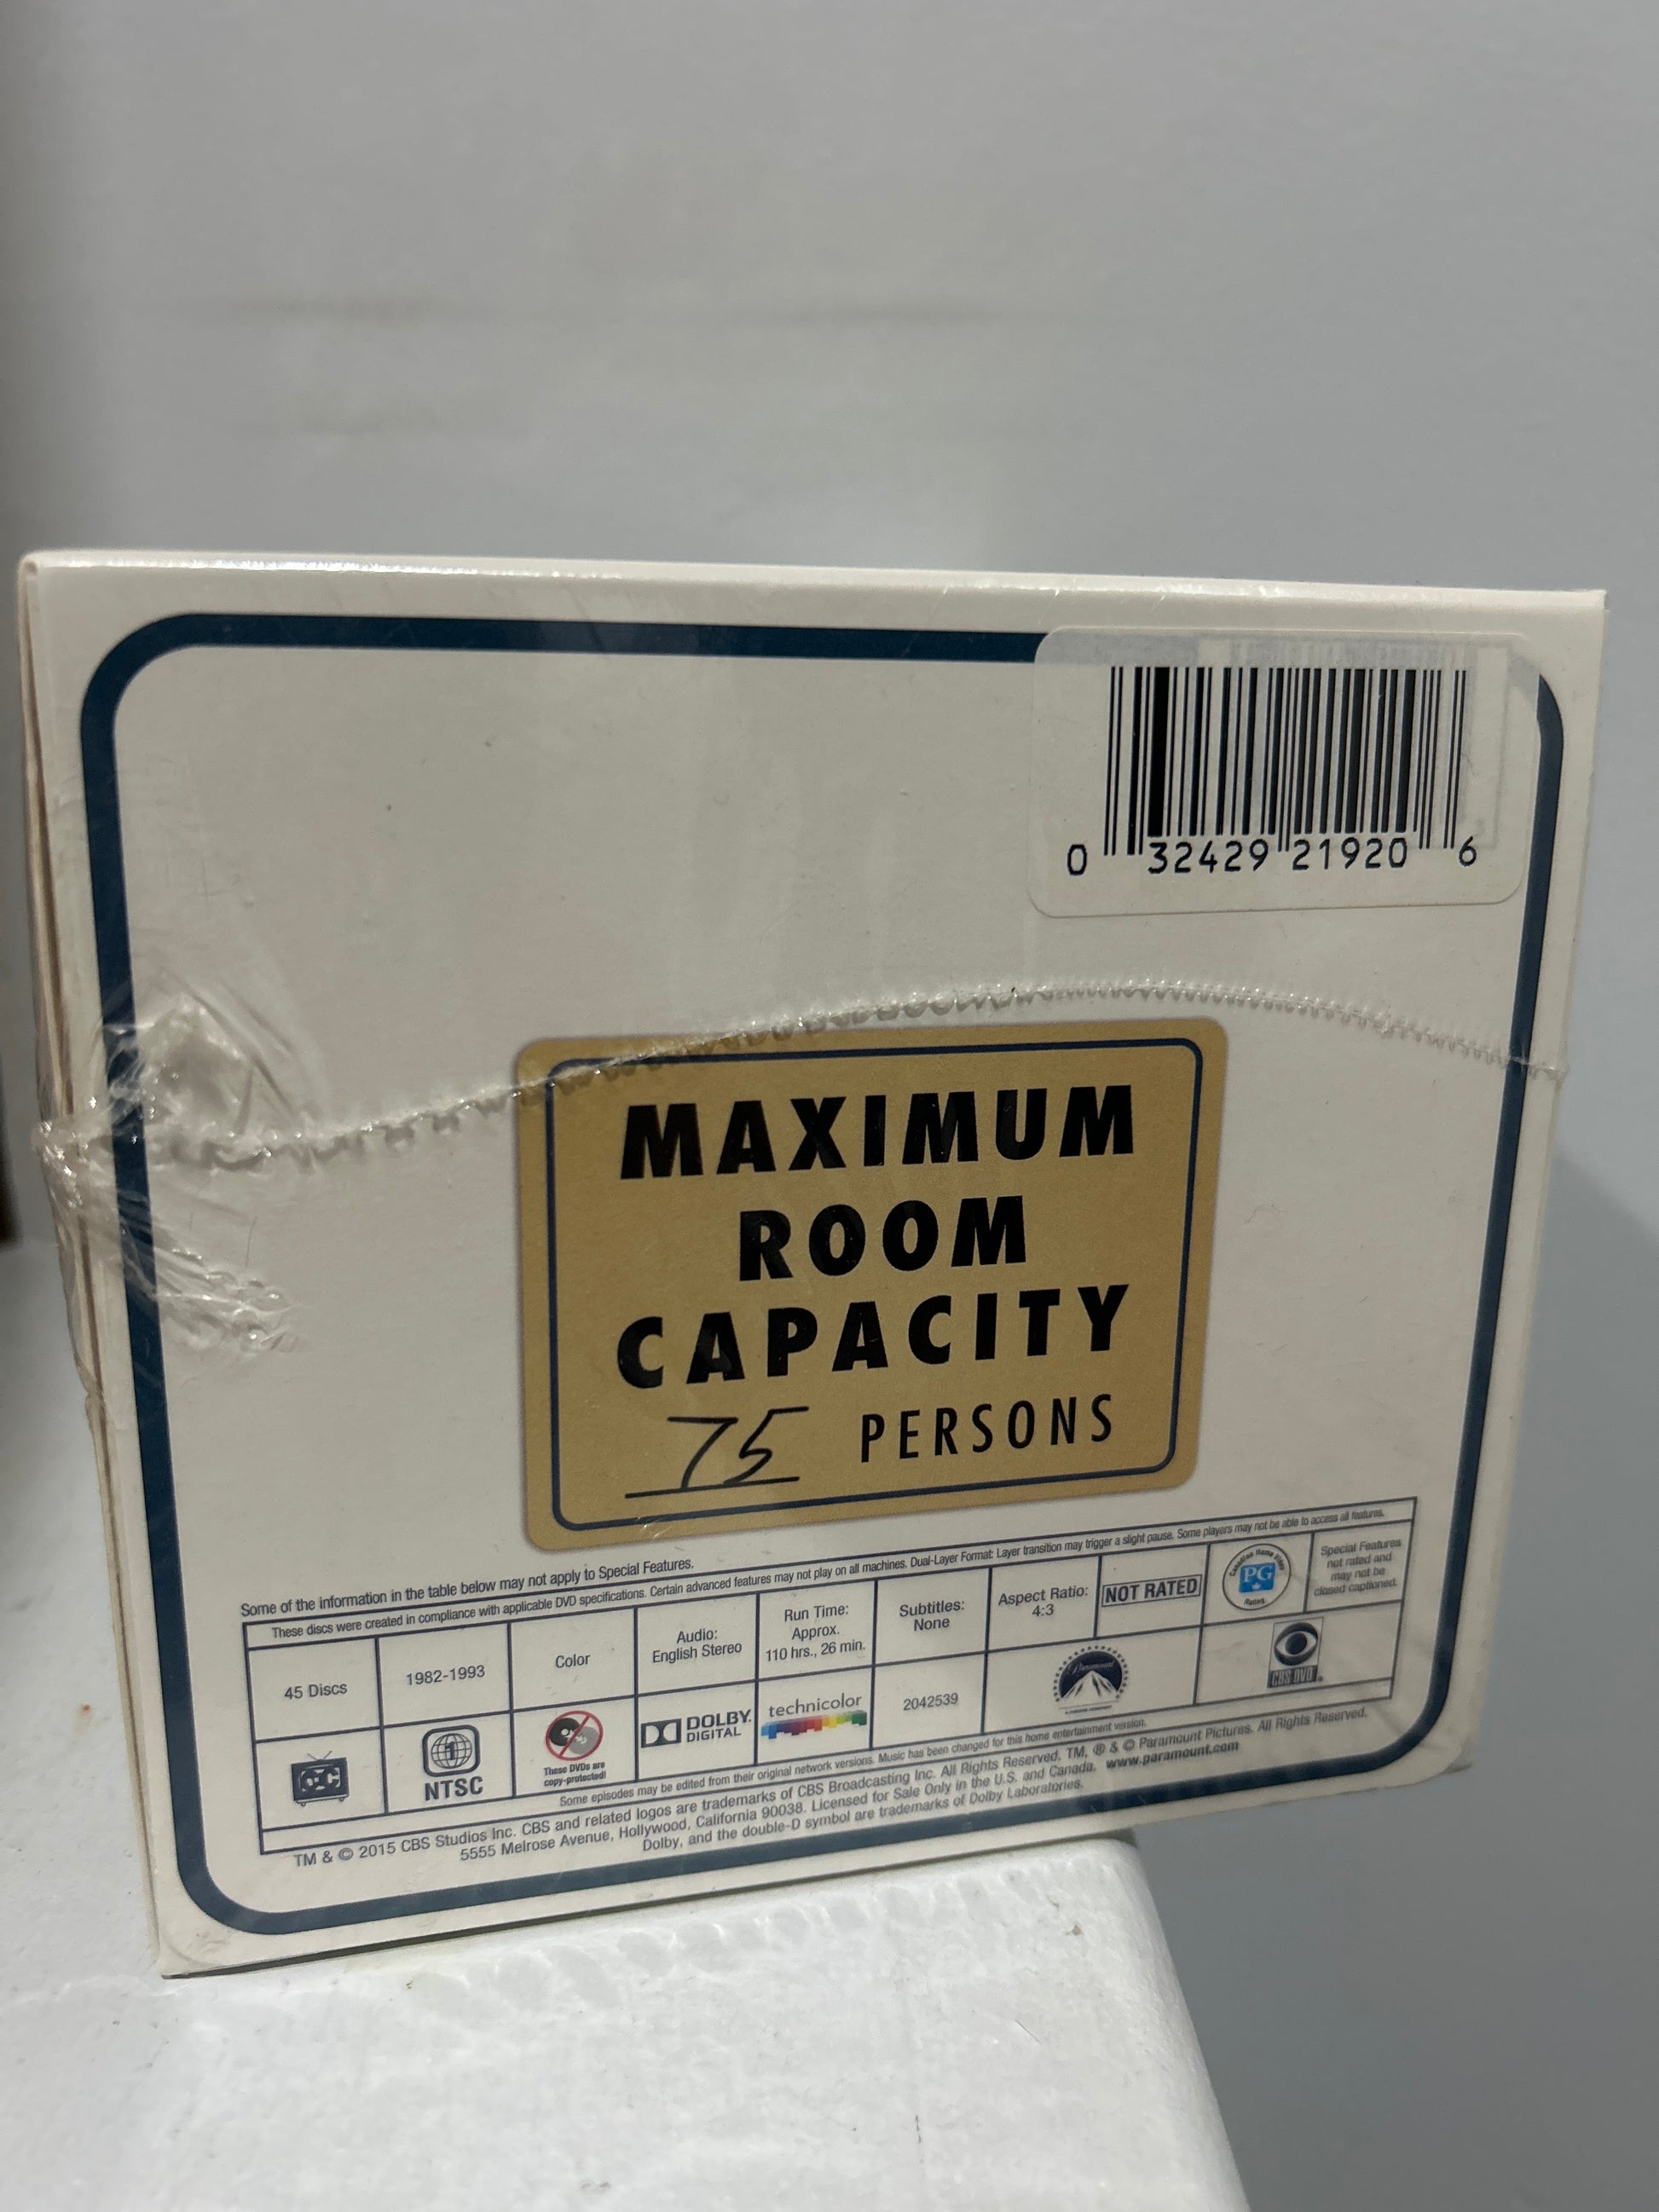 0 32429 21920 6
MAXIMUM
ROOM
CAPACITY
75 PERSONS
Some of the information in the table below may not apply to Special Features.
These discs were created in compliance with applicable DVD specifications. Certain advanced features may not play on all machines. Dual-Layer Format: Layer transition may trigger a slight pause. Some players may not be able to access all features.
45 Discs
1982-1993
Color
Audio:
English Stereo
Run Time:
Approx.
110 hrs., 26 min.
Subtitles:
None
Aspect Ratio:
4:3
NOT RATED
Canadian Home Video
PG
Rating
Special Features
not rated and
may not be
closed captioned.
CC
NTSC
These DVDs are
copy-protected!
DOLBY
DIGITAL
technicolor
2042539
Paramount
CBS DVD
Some episodes may be edited from their original network versions. Music has been changed for this home entertainment version.
TM & © 2015 CBS Studios Inc. CBS and related logos are trademarks of CBS Broadcasting Inc. All Rights Reserved. TM, ® & © Paramount Pictures. All Rights Reserved.
5555 Melrose Avenue, Hollywood, California 90038. Licensed for Sale Only in the U.S. and Canada. www.paramount.com
Dolby, and the double-D symbol are trademarks of Dolby Laboratories.